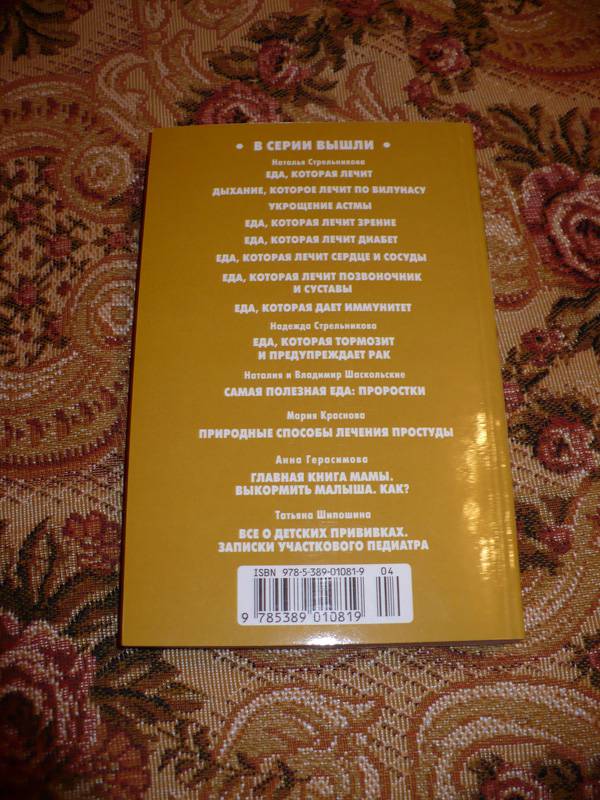 • В СЕРИИ ВЫШЛИ •
Наталья Стрельникова
ЕДА, КОТОРАЯ ЛЕЧИТ
ДЫХАНИЕ, КОТОРОЕ ЛЕЧИТ ПО ВИЛУНАСУ
УКРОЩЕНИЕ АСТМЫ
ЕДА, КОТОРАЯ ЛЕЧИТ ЗРЕНИЕ
ЕДА, КОТОРАЯ ЛЕЧИТ ДИАБЕТ
ЕДА, КОТОРАЯ ЛЕЧИТ СЕРДЦЕ И СОСУДЫ
ЕДА, КОТОРАЯ ЛЕЧИТ ПОЗВОНОЧНИК
И СУСТАВЫ
ЕДА, КОТОРАЯ ДАЕТ ИММУНИТЕТ
Надежда Стрельникова
ЕДА, КОТОРАЯ ТОРМОЗИТ
И ПРЕДУПРЕЖДАЕТ РАК
Наталия и Владимир Шаскольские
САМАЯ ПОЛЕЗНАЯ ЕДА: ПРОРОСТКИ
Мария Краснова
ПРИРОДНЫЕ СПОСОБЫ ЛЕЧЕНИЯ ПРОСТУДЫ
Анна Герасимова
ГЛАВНАЯ КНИГА МАМЫ.
ВЫКОРМИТЬ МАЛЫША. КАК?
Татьяна Шипошина
ВСЕ О ДЕТСКИХ ПРИВИВКАХ.
ЗАПИСКИ УЧАСТКОВОГО ПЕДИАТРА
ISBN 978-5-389-01081-9 04
9 785389 010819